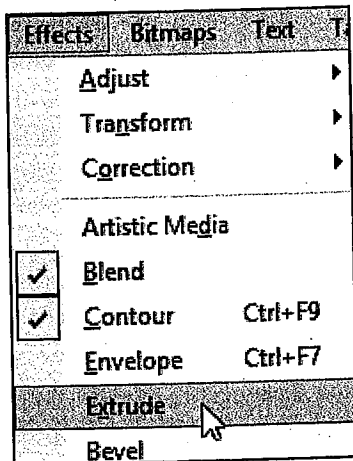 Effects Bitmaps Text
Adjust
Transform
Correction
Artistic Media
Blend
Contour Ctrl+F9
Envelope Ctrl+F7
Extrude
Bevel